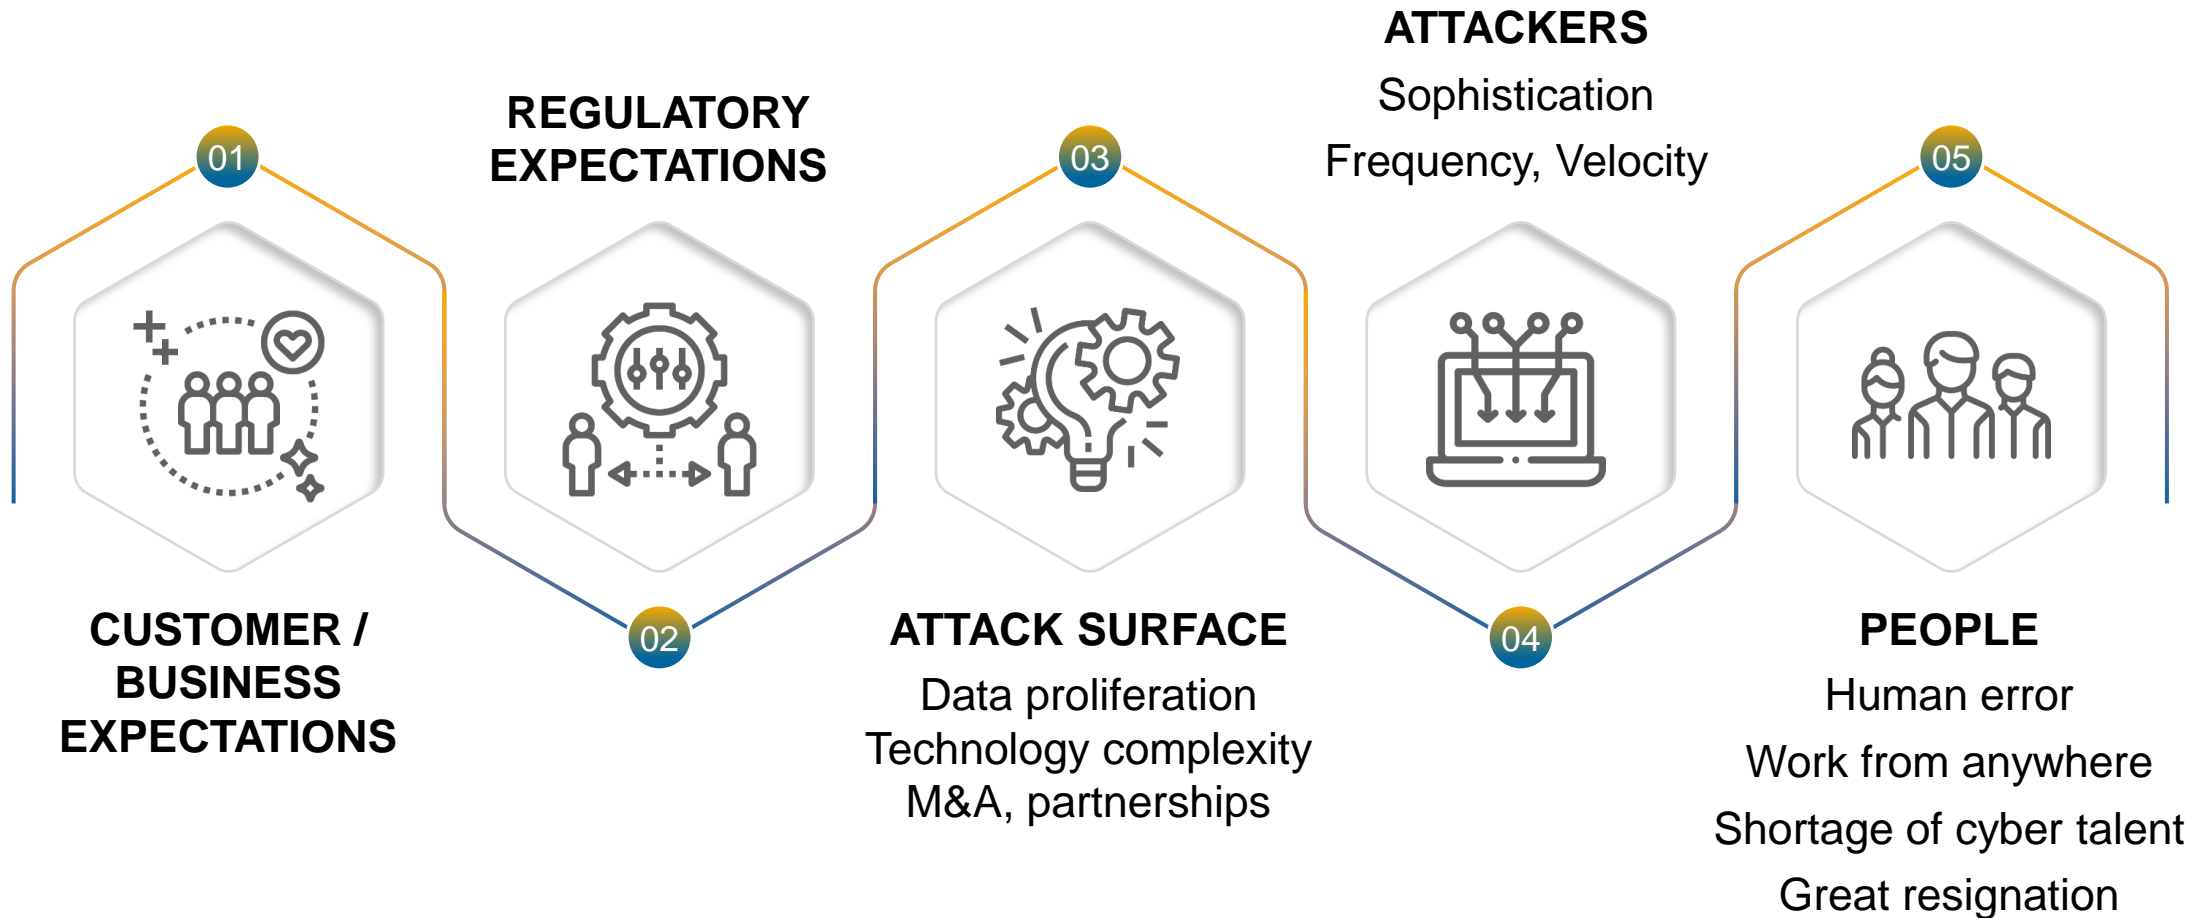 01
CUSTOMER /
BUSINESS
EXPECTATIONS
REGULATORY
EXPECTATIONS
02
03
ATTACK SURFACE
Data proliferation
Technology complexity
M&A, partnerships
ATTACKERS
Sophistication
Frequency, Velocity
04
05
PEOPLE
Human error
Work from anywhere
Shortage of cyber talent
Great resignation